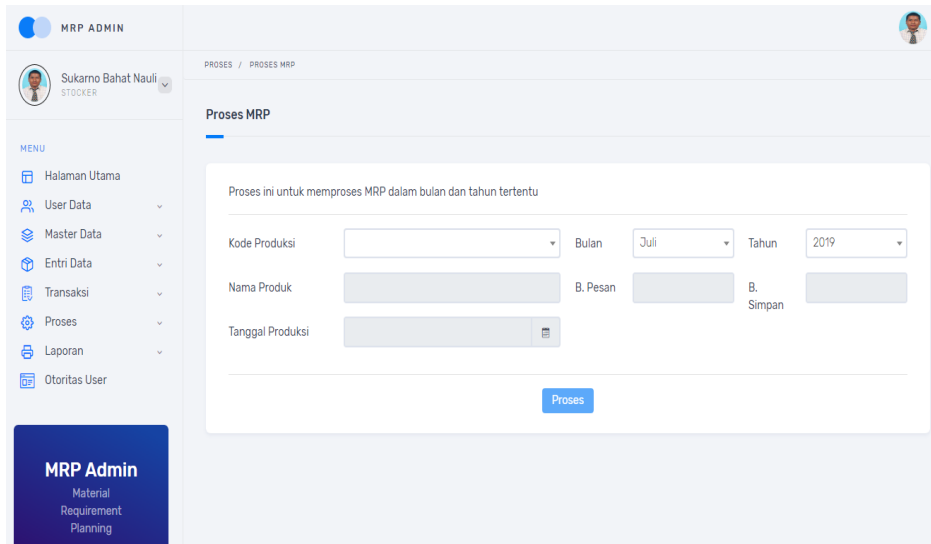 MRP ADMIN
Sukarno Bahat Nauli
STOCKER
MENU
Halaman Utama
User Data
Master Data
Entri Data
Transaksi
Proses
Laporan
Otoritas User
MRP Admin
Material
Requirement
Planning
PROSES / PROSES MRP
Proses MRP
Proses ini untuk memproses MRP dalam bulan dan tahun tertentu
Kode Produksi Bulan Juli Tahun 2019
Nama Produk B. Pesan B.
Simpan
Tanggal Produksi
Proses